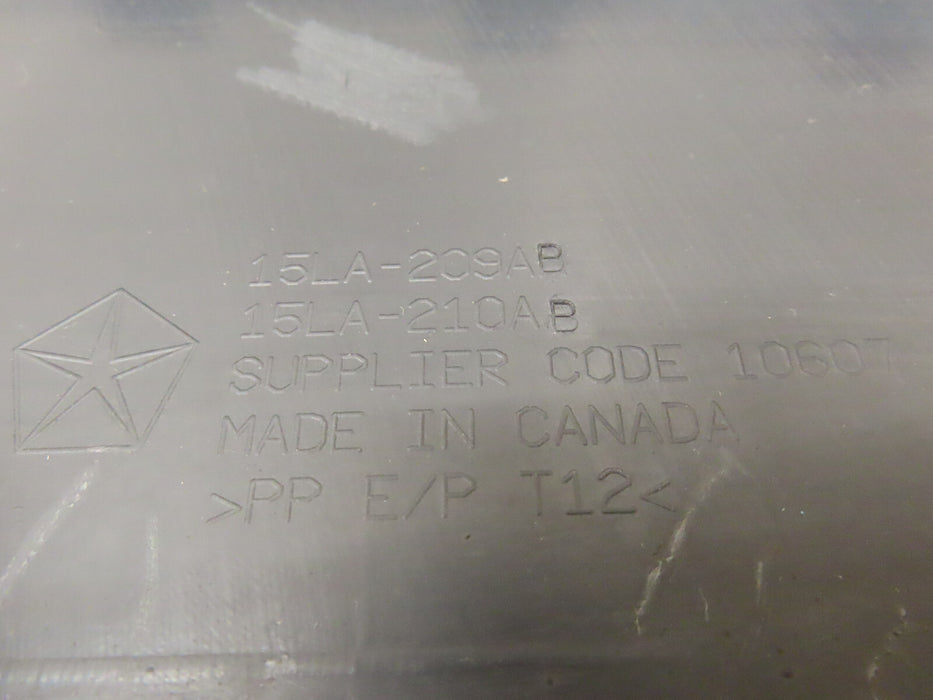 15LA-209AB
15LA-210AB
SUPPLIER CODE 10607
MADE IN CANADA
>PP E/P T12<